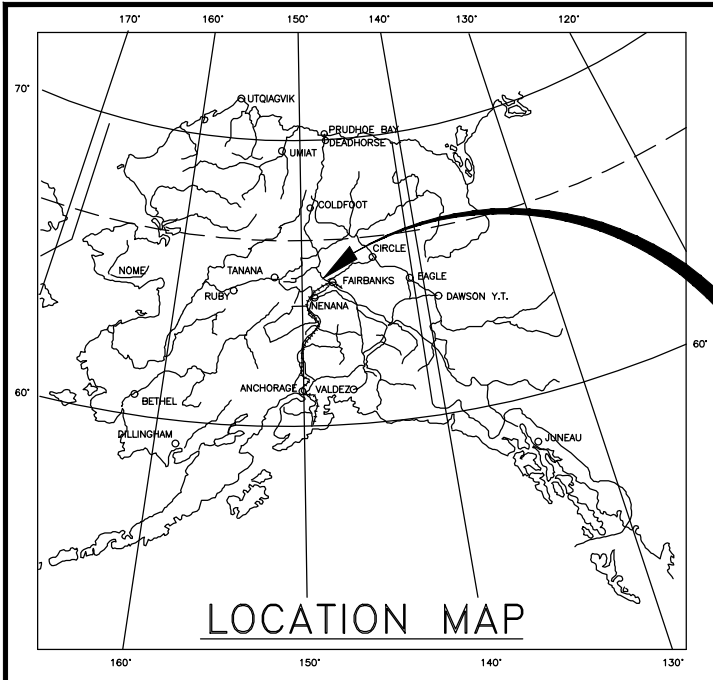 170° 160° 150° 140° 130° 120°
70°
UTQIAGVIK
PRUDHOE BAY
DEADHORSE
UMIAT
COLDFOOT
CIRCLE
NOME
TANANA
EAGLE
FAIRBANKS
RUBY
DAWSON Y.T.
NENANA
60°
60°
ANCHORAGE
VALDEZ
BETHEL
DILLINGHAM
JUNEAU
LOCATION MAP
160° 150° 140° 130°